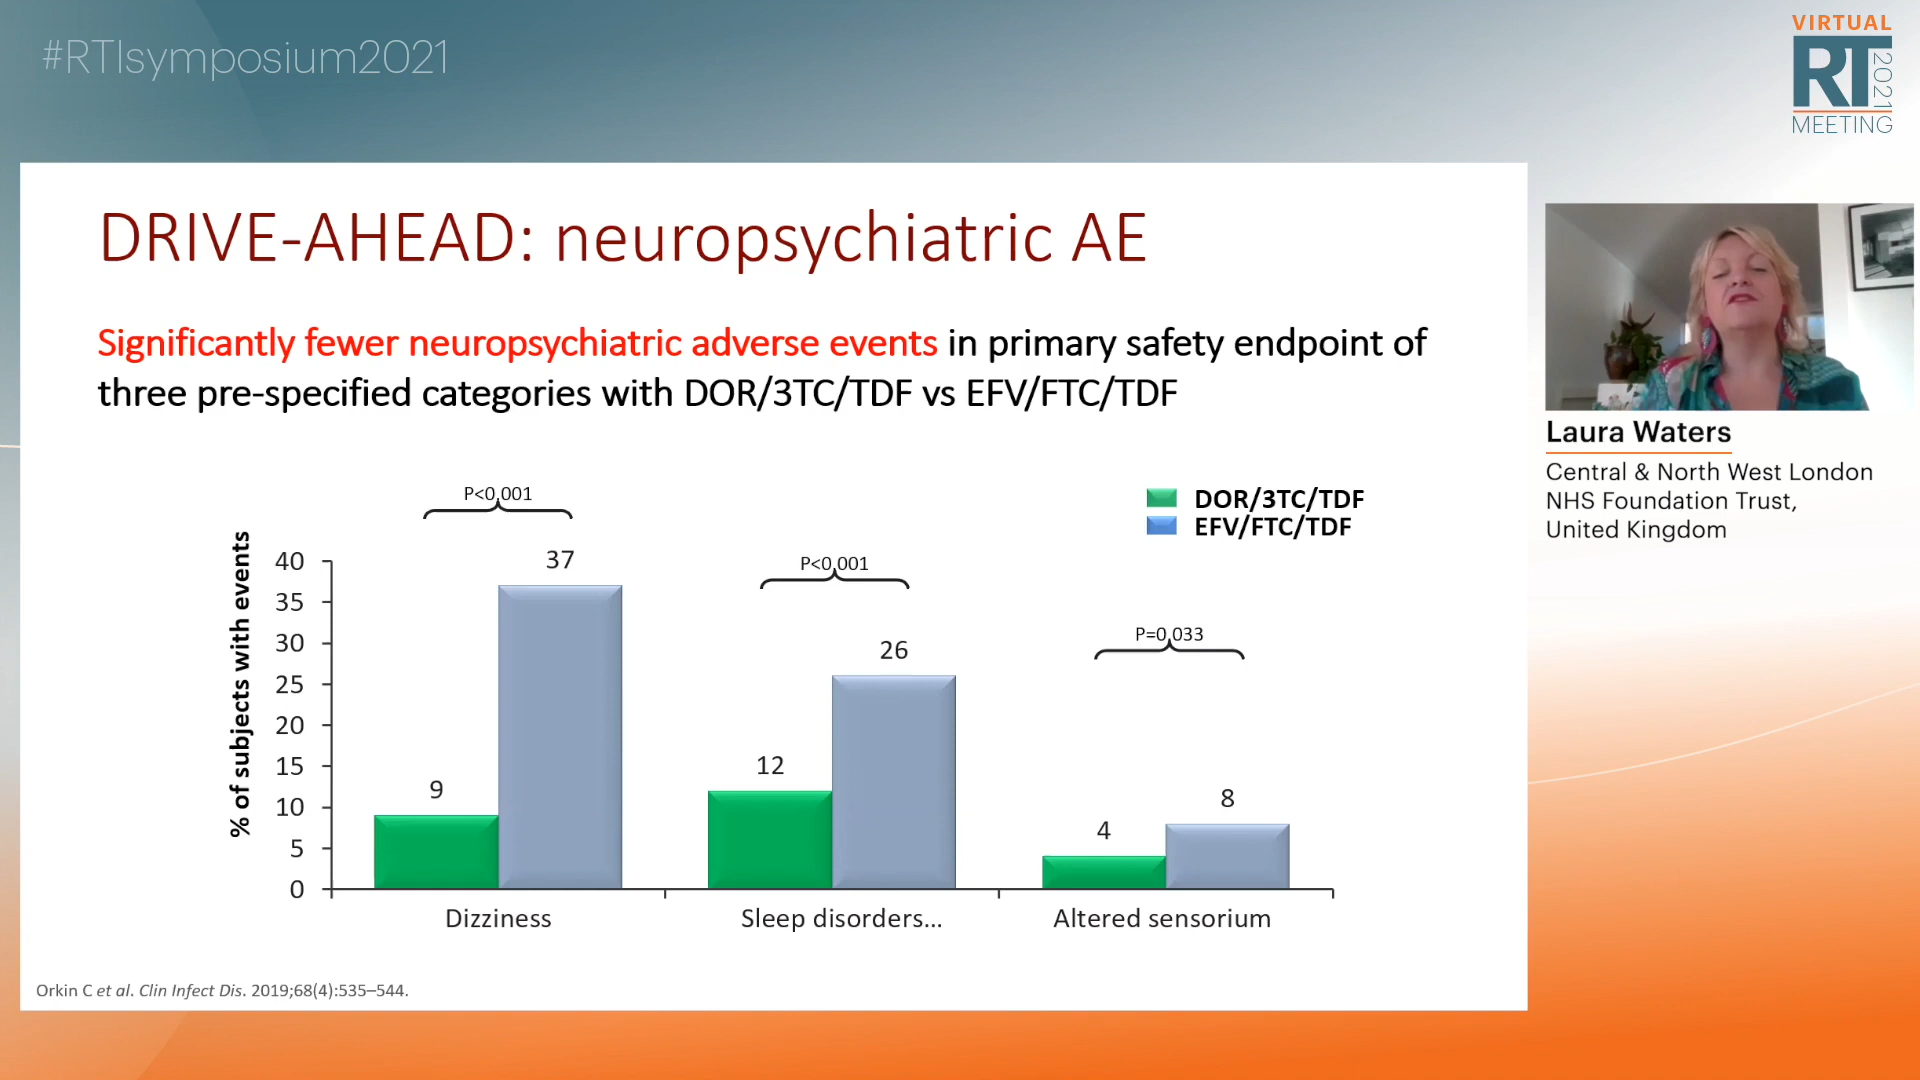 #RTIsymposium2021
VIRTUAL
RT
2021
MEETING
DRIVE-AHEAD: neuropsychiatric AE
Significantly fewer neuropsychiatric adverse events in primary safety endpoint of
three pre-specified categories with DOR/3TC/TDF vs EFV/FTC/TDF
Laura Waters
Central & North West London
NHS Foundation Trust,
United Kingdom
DOR/3TC/TDF
EFV/FTC/TDF
P<0.001
P<0.001
P=0.033
% of subjects with events
40
35
30
25
20
15
10
5
0
9
37
12
26
4
8
Dizziness
Sleep disorders...
Altered sensorium
Orkin C et al. Clin Infect Dis. 2019;68(4):535–544.